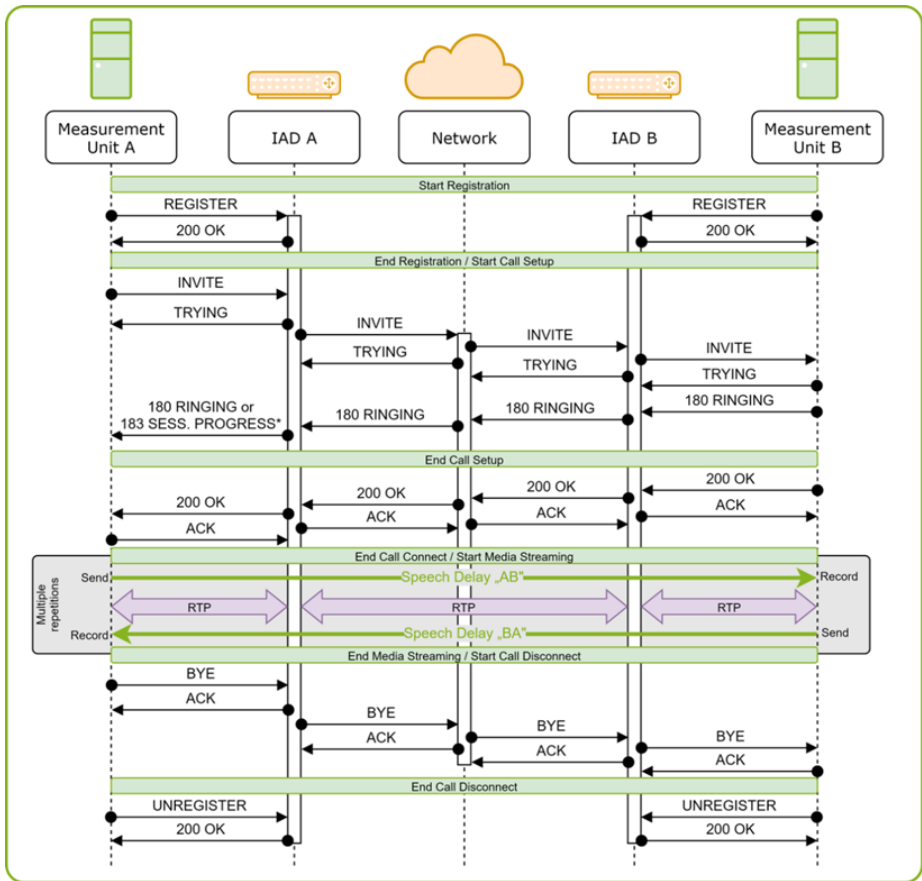 Measurement
Unit A
IAD A
Network
IAD B
Measurement
Unit B
Start Registration
REGISTER
REGISTER
200 OK
200 OK
End Registration / Start Call Setup
INVITE
TRYING
INVITE
INVITE
TRYING
INVITE
TRYING
TRYING
180 RINGING or
183 SESS. PROGRESS*
180 RINGING
180 RINGING
180 RINGING
End Call Setup
200 OK
200 OK
200 OK
200 OK
ACK
ACK
ACK
ACK
End Call Connect / Start Media Streaming
Multiple
repetitions
Send
Speech Delay „AB"
Record
RTP
RTP
RTP
Record
Speech Delay „BA"
Send
End Media Streaming / Start Call Disconnect
BYE
ACK
BYE
BYE
BYE
ACK
ACK
ACK
End Call Disconnect
UNREGISTER
UNREGISTER
200 OK
200 OK